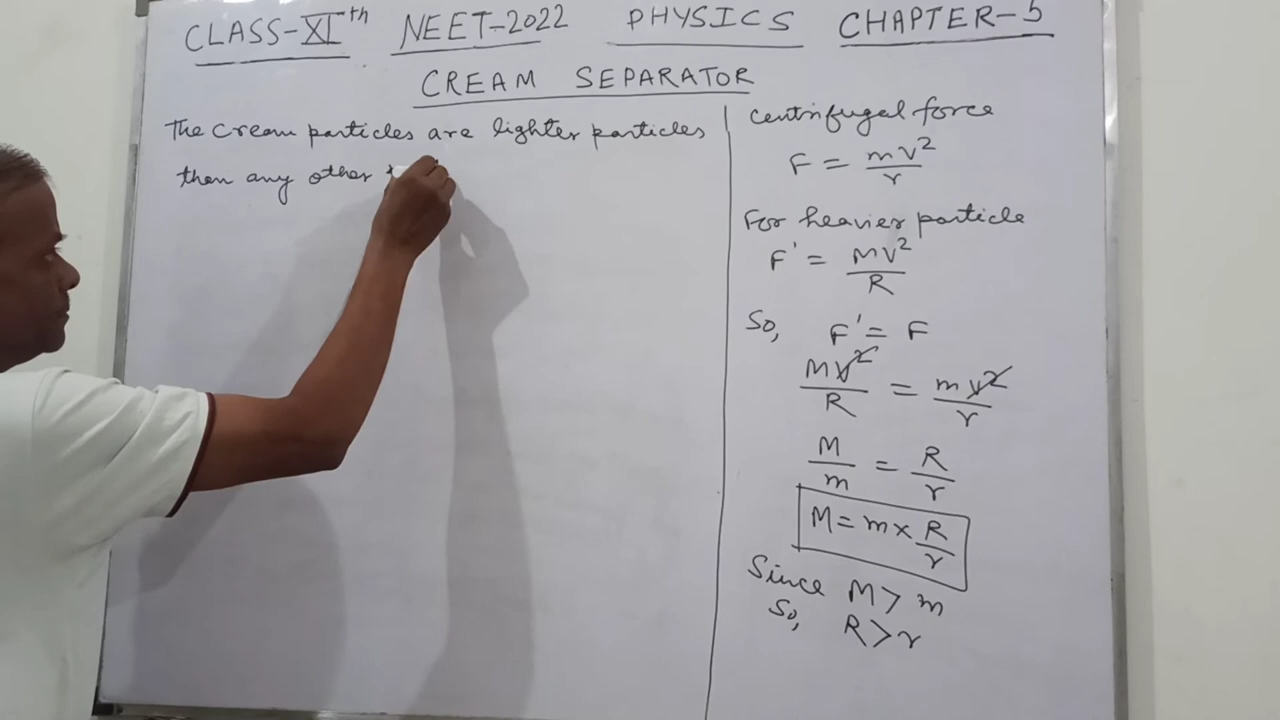 CLASS-XIth NEET-2022 PHYSICS CHAPTER-5
CREAM SEPARATOR
The cream particles are lighter particles
then any other
centrifugal force
F = mv²/r
For heavier particle
F' = MV²/R
So, F' = F
MV²/R = mv²/r
M/m = R/r
M = m × R/r
Since M > m
So, R > r